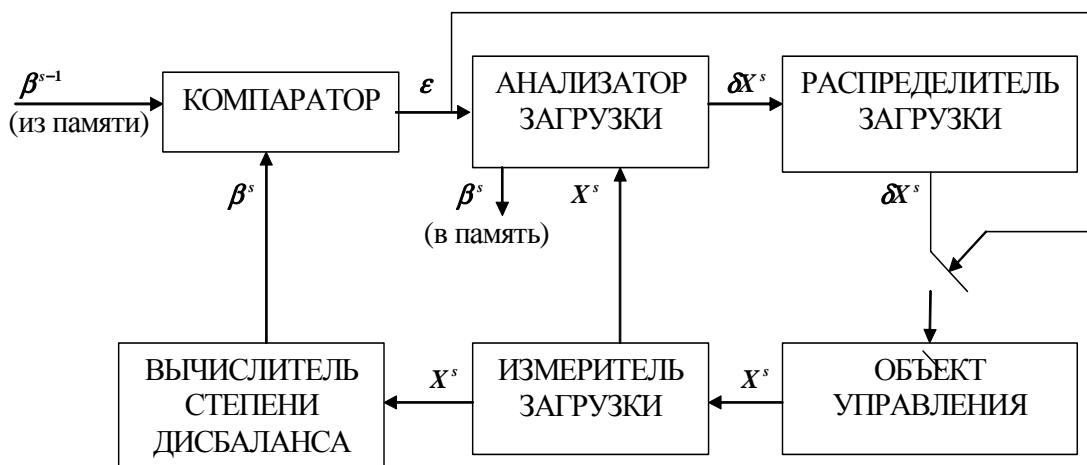 β^{s-1}
(из памяти)
КОМПАРАТОР
ε
АНАЛИЗАТОР
ЗАГРУЗКИ
δX^s
РАСПРЕДЕЛИТЕЛЬ
ЗАГРУЗКИ
β^s
β^s
(в память)
X^s
δX^s
ВЫЧИСЛИТЕЛЬ
СТЕПЕНИ
ДИСБАЛАНСА
X^s
ИЗМЕРИТЕЛЬ
ЗАГРУЗКИ
X^s
ОБЪЕКТ
УПРАВЛЕНИЯ